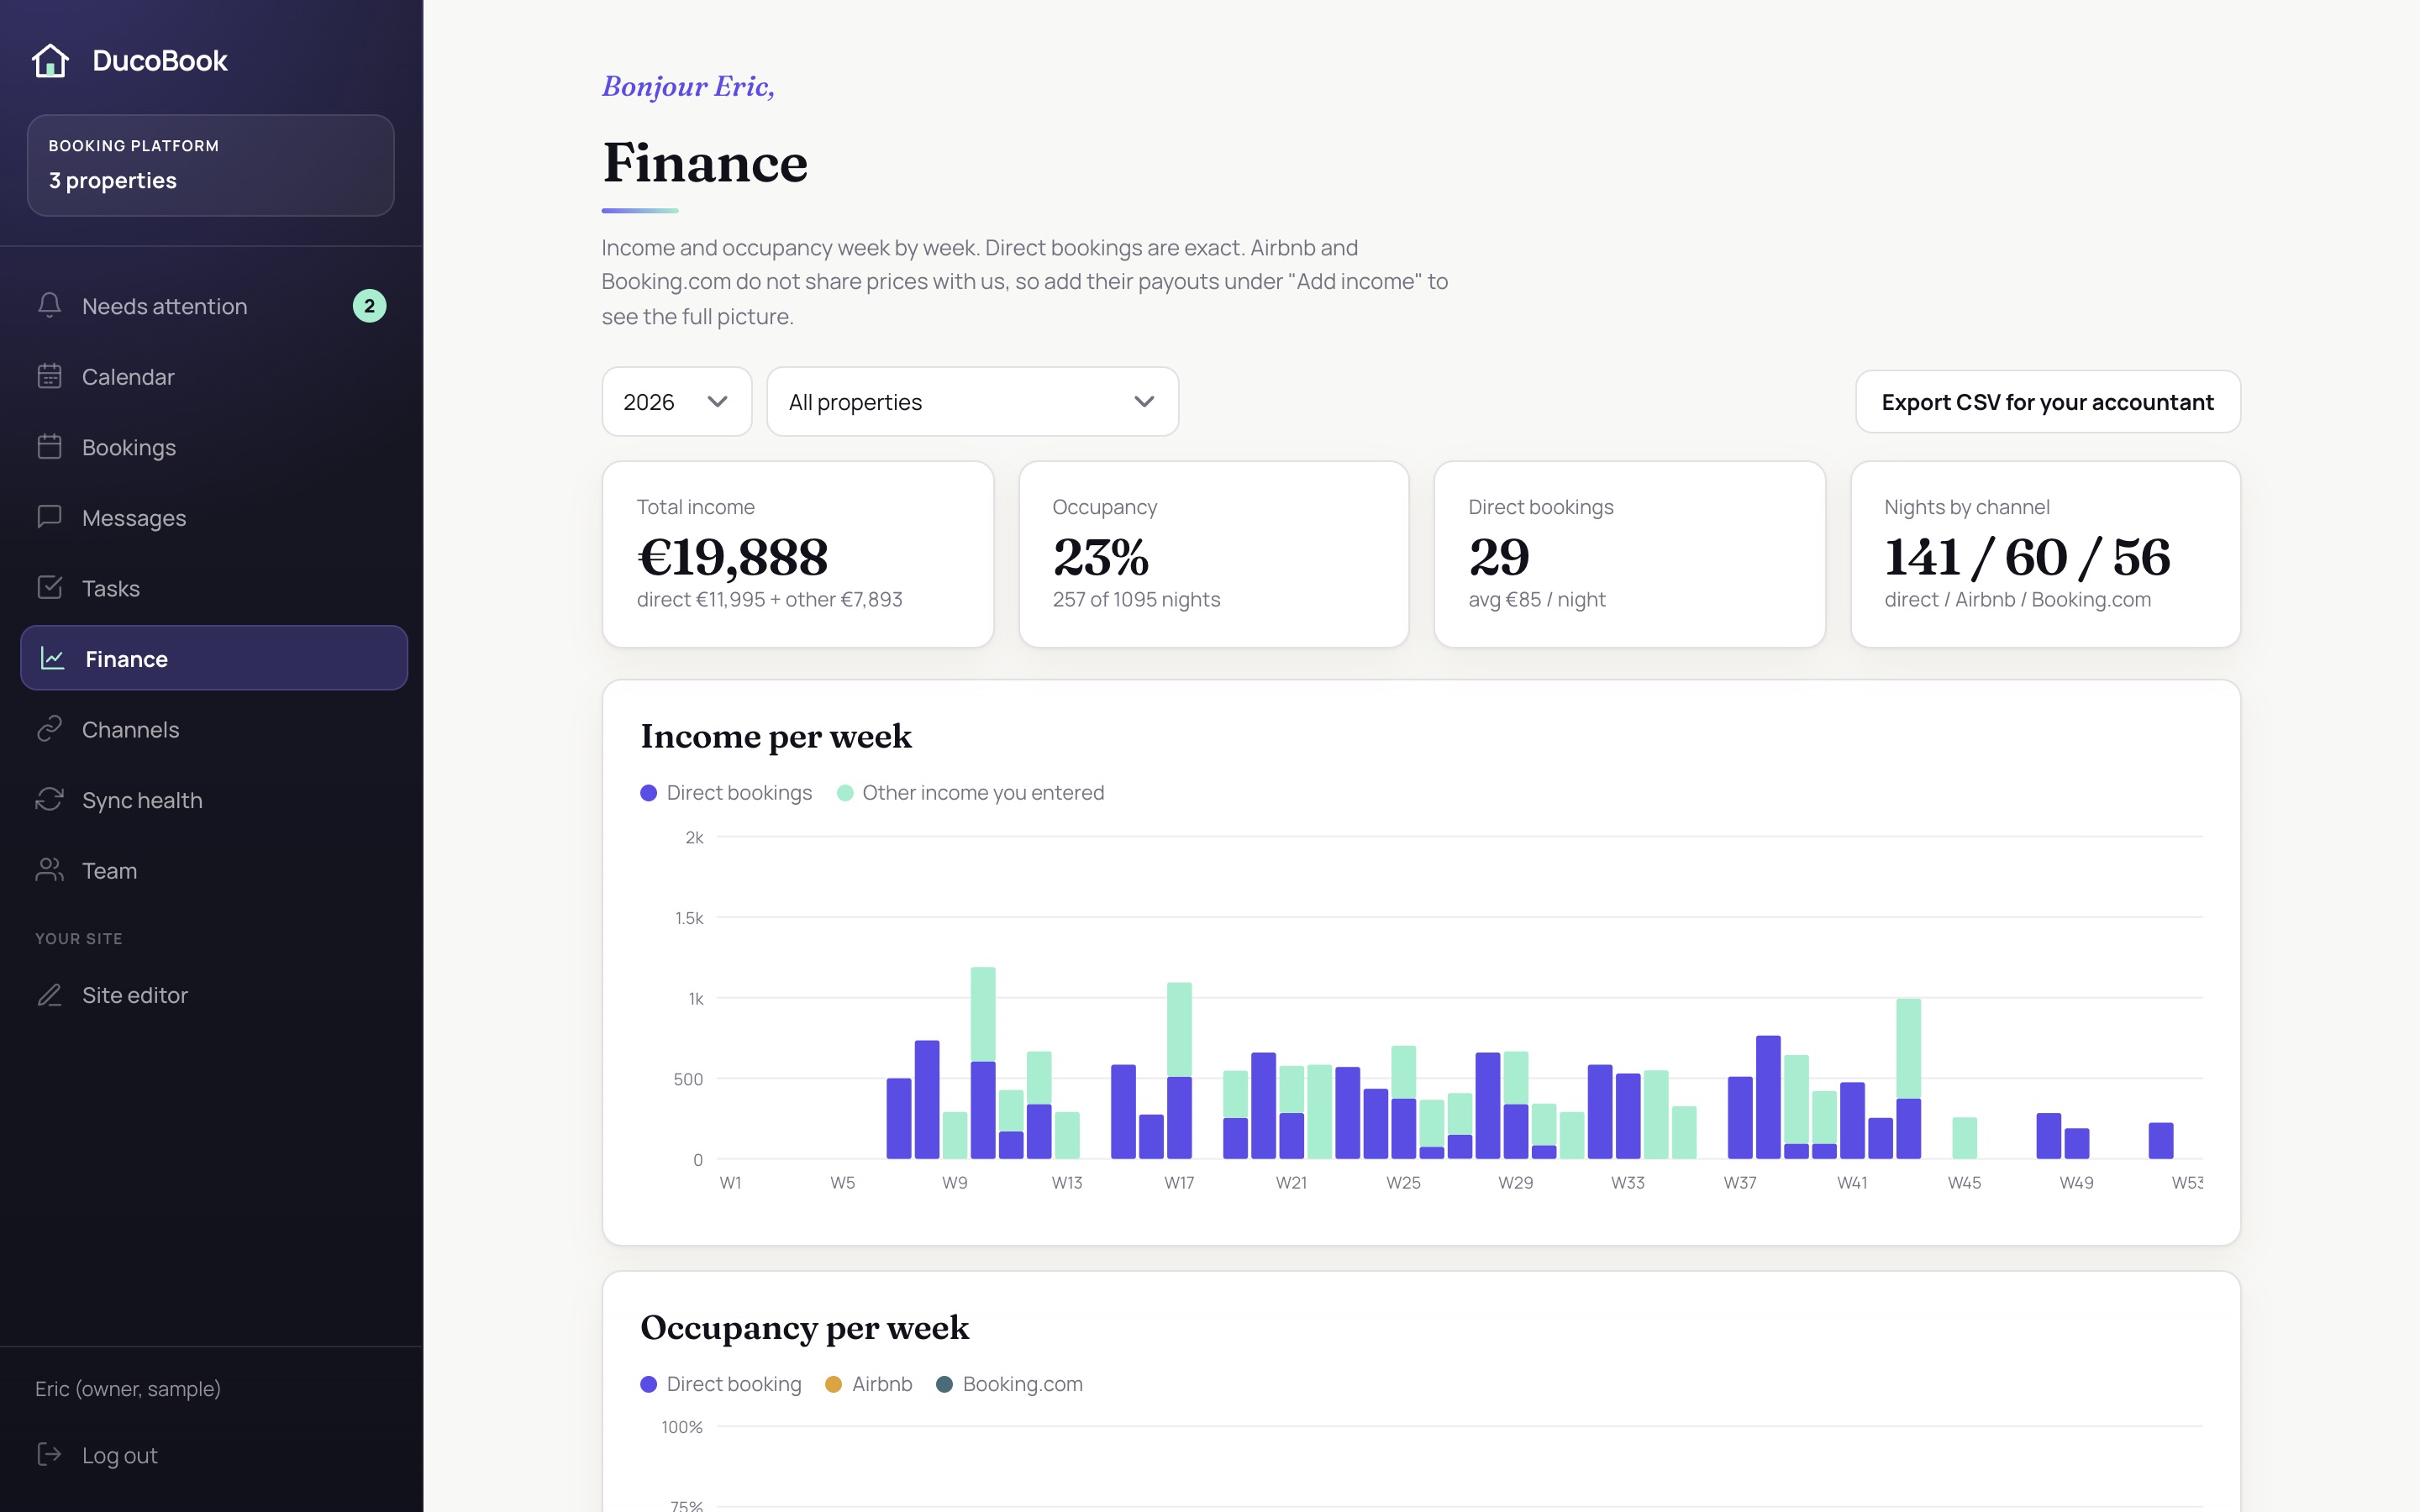 DucoBook
BOOKING PLATFORM
3 properties
Needs attention 2
Calendar
Bookings
Messages
Tasks
Finance
Channels
Sync health
Team
YOUR SITE
Site editor
Eric (owner, sample)
Log out
Bonjour Eric,
Finance
Income and occupancy week by week. Direct bookings are exact. Airbnb and
Booking.com do not share prices with us, so add their payouts under "Add income" to
see the full picture.
2026 All properties Export CSV for your accountant
Total income
€19,888
direct €11,995 + other €7,893
Occupancy
23%
257 of 1095 nights
Direct bookings
29
avg €85 / night
Nights by channel
141 / 60 / 56
direct / Airbnb / Booking.com
Income per week
Direct bookings Other income you entered
2k
1.5k
1k
500
0
W1 W5 W9 W13 W17 W21 W25 W29 W33 W37 W41 W45 W49 W53
Occupancy per week
Direct booking Airbnb Booking.com
100%
75%